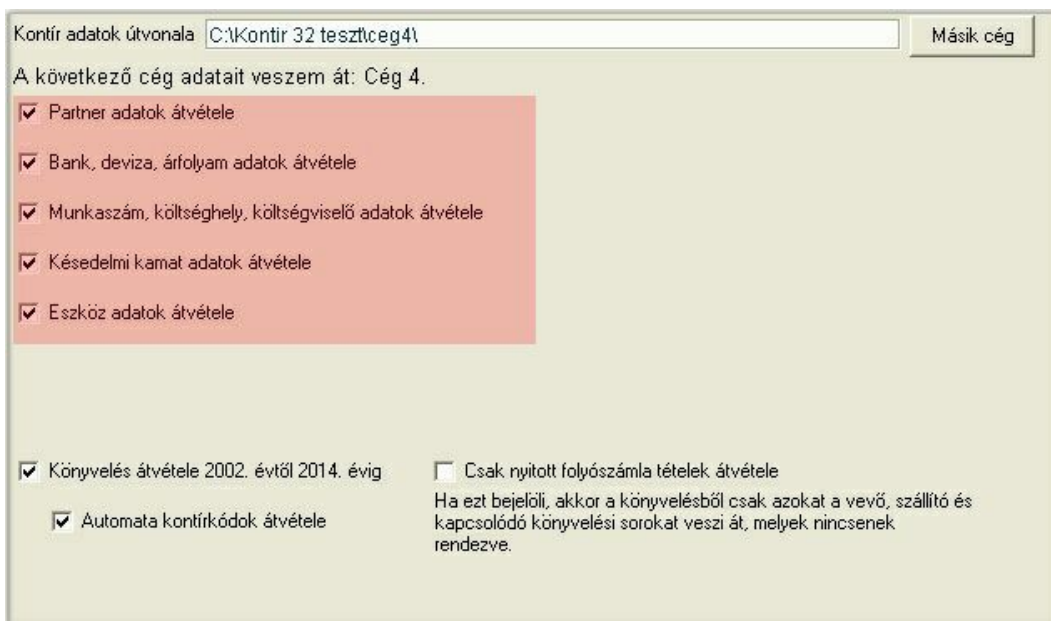 Kontír adatok útvonala C:\Kontir 32 teszt\ceg4\ Másik cég
A következő cég adatait veszem át: Cég 4.
Partner adatok átvétele
Bank, deviza, árfolyam adatok átvétele
Munkaszám, költséghely, költségviselő adatok átvétele
Késedelmi kamat adatok átvétele
Eszköz adatok átvétele
Könyvelés átvétele 2002. évtől 2014. évig
Automata kontírkódok átvétele
Csak nyitott folyószámla tételek átvétele
Ha ezt bejelöli, akkor a könyvelésből csak azokat a vevő, szállító és
kapcsolódó könyvelési sorokat veszi át, melyek nincsenek
rendezve.